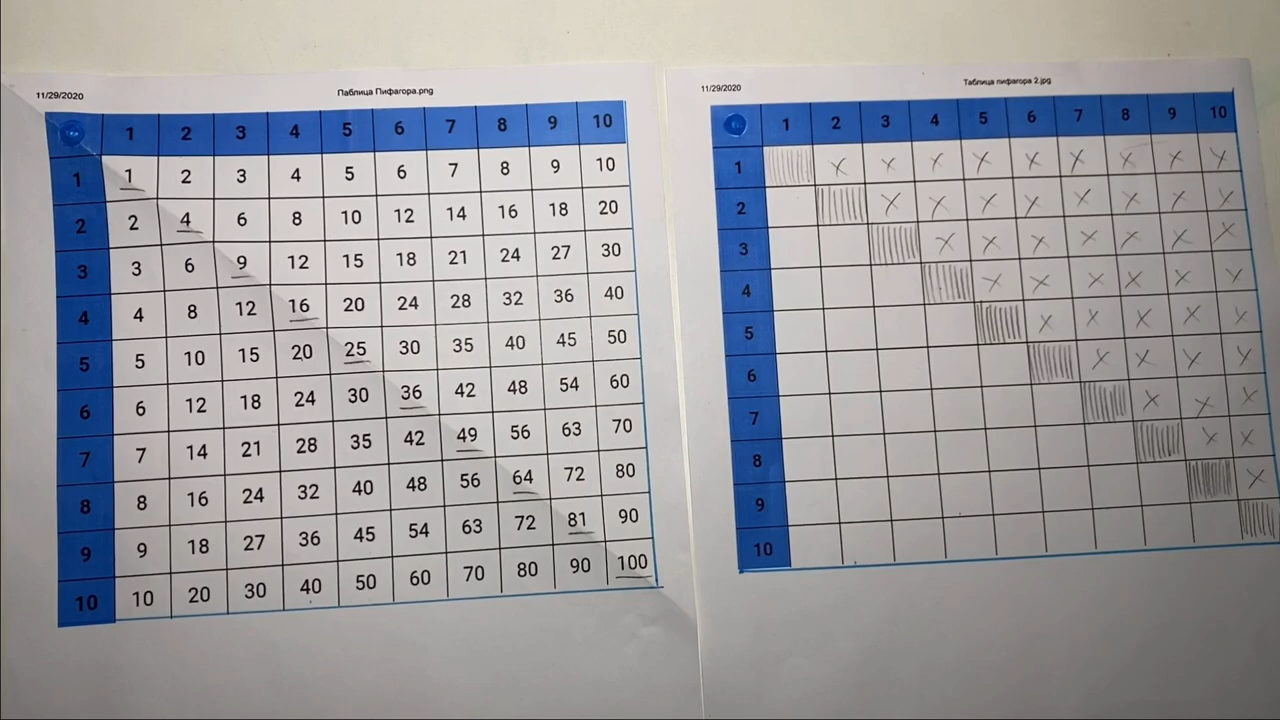 11/29/2020 Паблица Пифагора.png
1 2 3 4 5 6 7 8 9 10
1 1 2 3 4 5 6 7 8 9 10
2 2 4 6 8 10 12 14 16 18 20
3 3 6 9 12 15 18 21 24 27 30
4 4 8 12 16 20 24 28 32 36 40
5 5 10 15 20 25 30 35 40 45 50
6 6 12 18 24 30 36 42 48 54 60
7 7 14 21 28 35 42 49 56 63 70
8 8 16 24 32 40 48 56 64 72 80
9 9 18 27 36 45 54 63 72 81 90
10 10 20 30 40 50 60 70 80 90 100
11/29/2020 Таблица пифагора 2.jpg
1 2 3 4 5 6 7 8 9 10
1 x x x x x x x x x
2 x x x x x x x x
3 x x x x x x x
4 x x x x x x
5 x x x x x
6 x x x x
7 x x x
8 x x
9 x
10